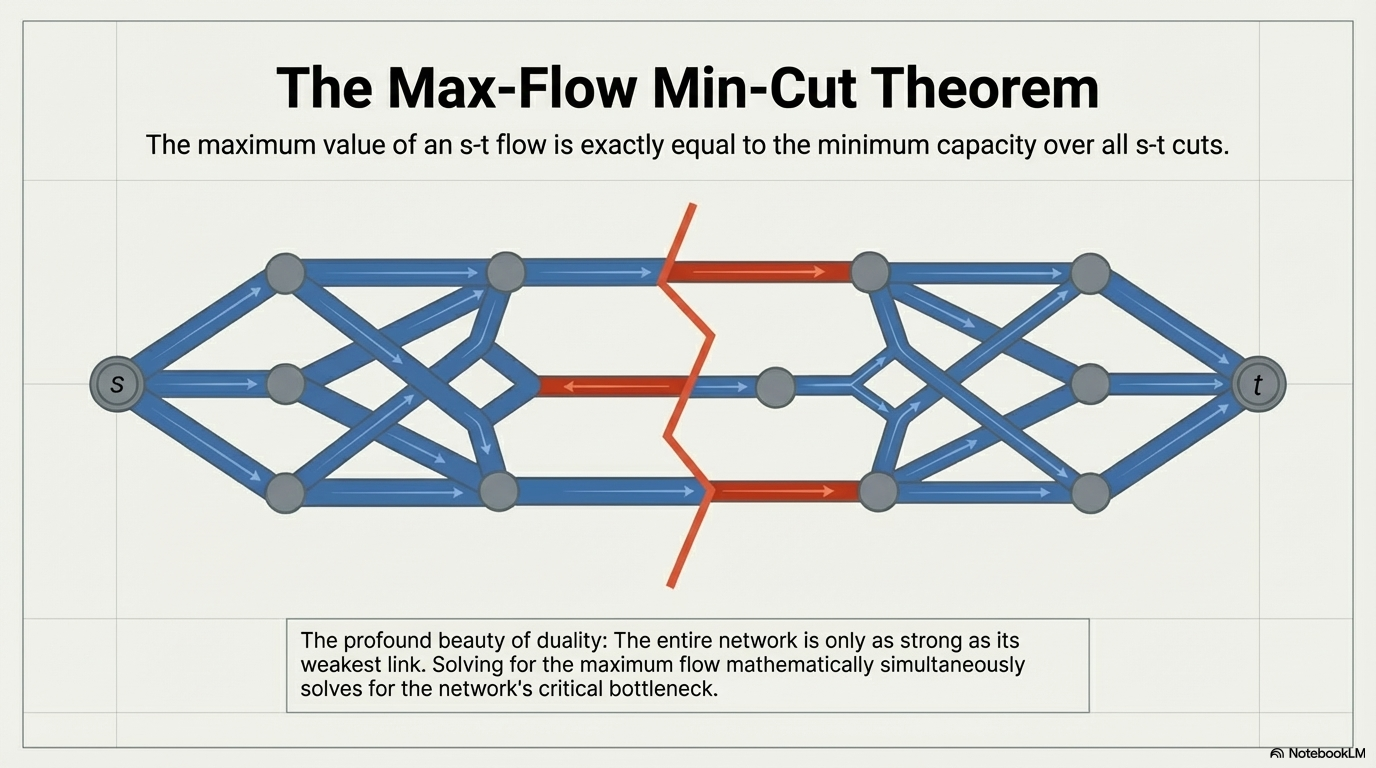 The Max-Flow Min-Cut Theorem
The maximum value of an s-t flow is exactly equal to the minimum capacity over all s-t cuts.
s
t
The profound beauty of duality: The entire network is only as strong as its
weakest link. Solving for the maximum flow mathematically simultaneously
solves for the network's critical bottleneck.
NotebookLM